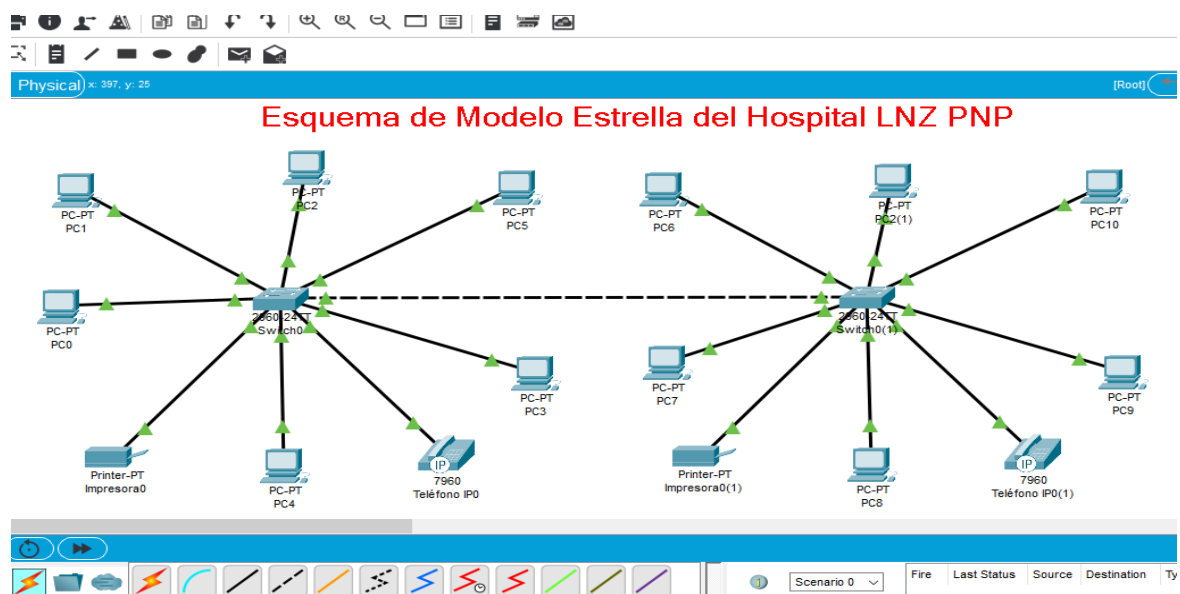 Physical x: 397, y: 25 [Root]
Esquema de Modelo Estrella del Hospital LNZ PNP
PC-PT
PC1
PC-PT
PC2
PC-PT
PC5
PC-PT
PC6
PC-PT
PC2(1)
PC-PT
PC10
PC-PT
PC0
2960-24TT
Switch0
2960-24TT
Switch0(1)
PC-PT
PC3
PC-PT
PC7
PC-PT
PC9
Printer-PT
Impresora0
PC-PT
PC4
IP
7960
Teléfono IP0
Printer-PT
Impresora0(1)
PC-PT
PC8
IP
7960
Teléfono IP0(1)
1 Scenario 0 Fire Last Status Source Destination Ty